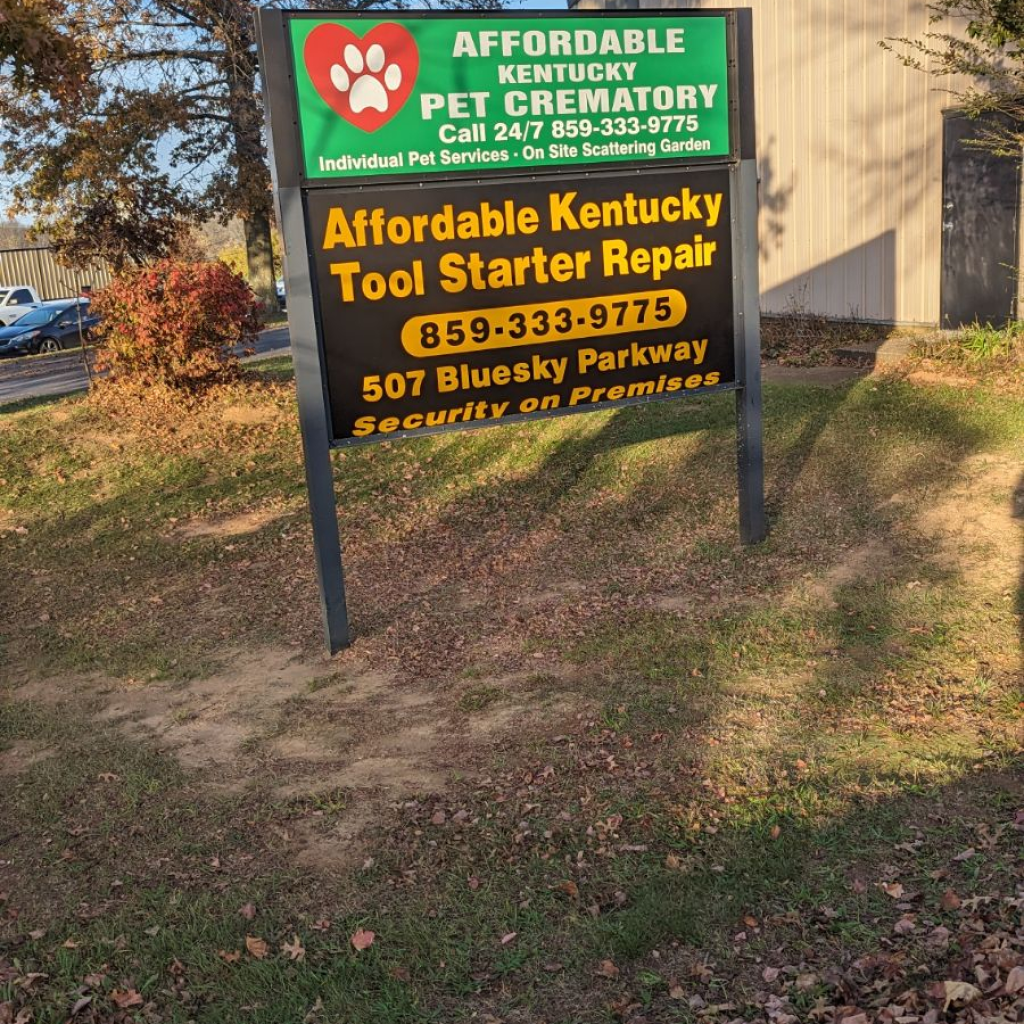 AFFORDABLE
KENTUCKY
PET CREMATORY
Call 24/7 859-333-9775
Individual Pet Services · On Site Scattering Garden
Affordable Kentucky
Tool Starter Repair
859-333-9775
507 Bluesky Parkway
Security on Premises